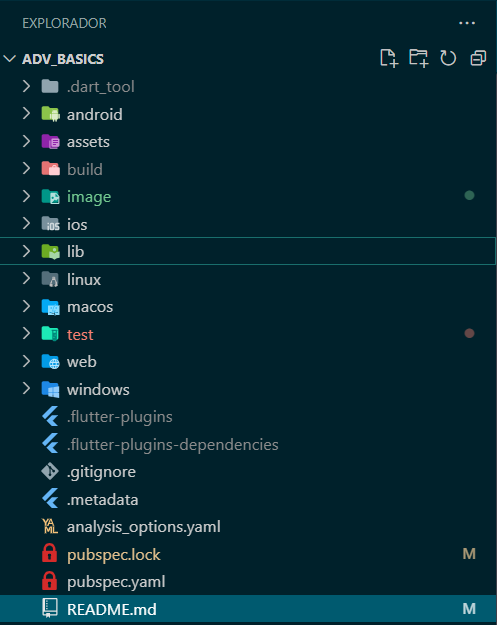 EXPLORADOR
ADV_BASICS
.dart_tool
android
assets
build
image
ios
lib
linux
macos
test
web
windows
.flutter-plugins
.flutter-plugins-dependencies
.gitignore
.metadata
analysis_options.yaml
pubspec.lock M
pubspec.yaml
README.md M